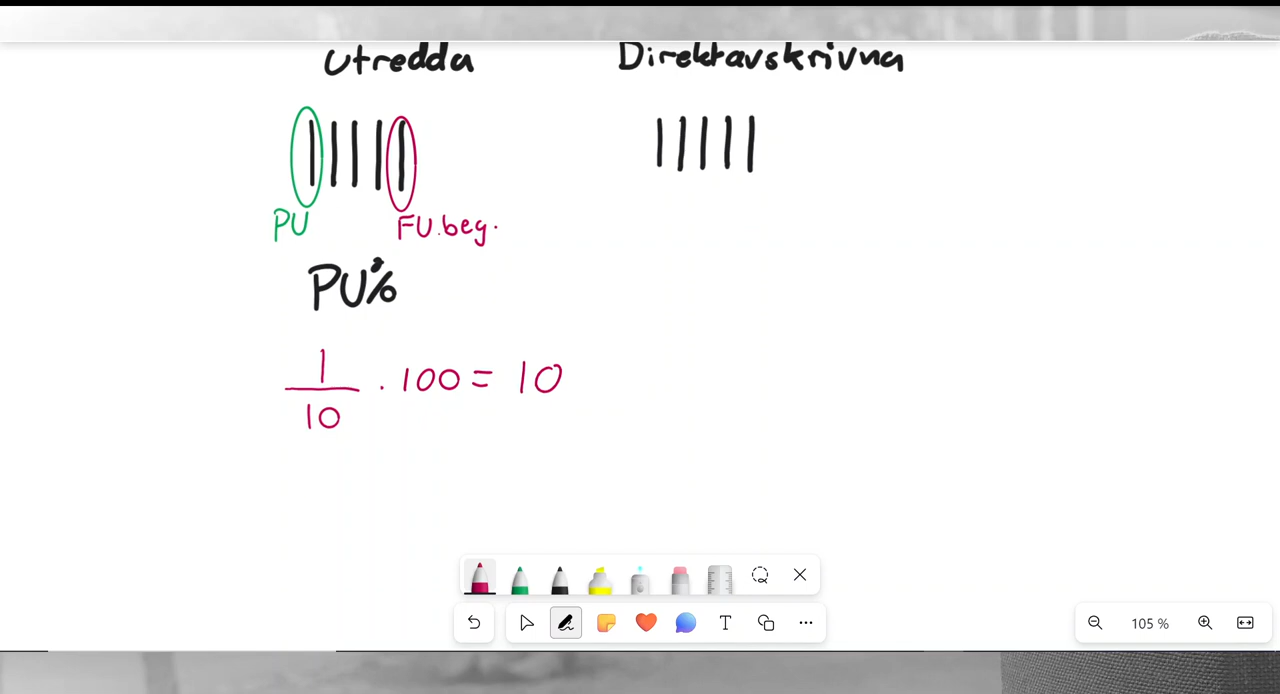 Utredda Direktavskrivna
PU FU.beg.
PU%
1
10
· 100 = 10
T
105 %